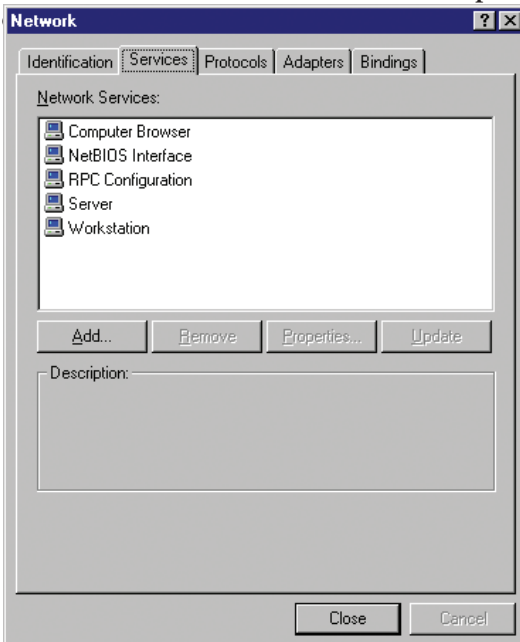 Network
Identification Services Protocols Adapters Bindings
Network Services:
Computer Browser
NetBIOS Interface
RPC Configuration
Server
Workstation
Add... Remove Properties... Update
Description:
Close Cancel